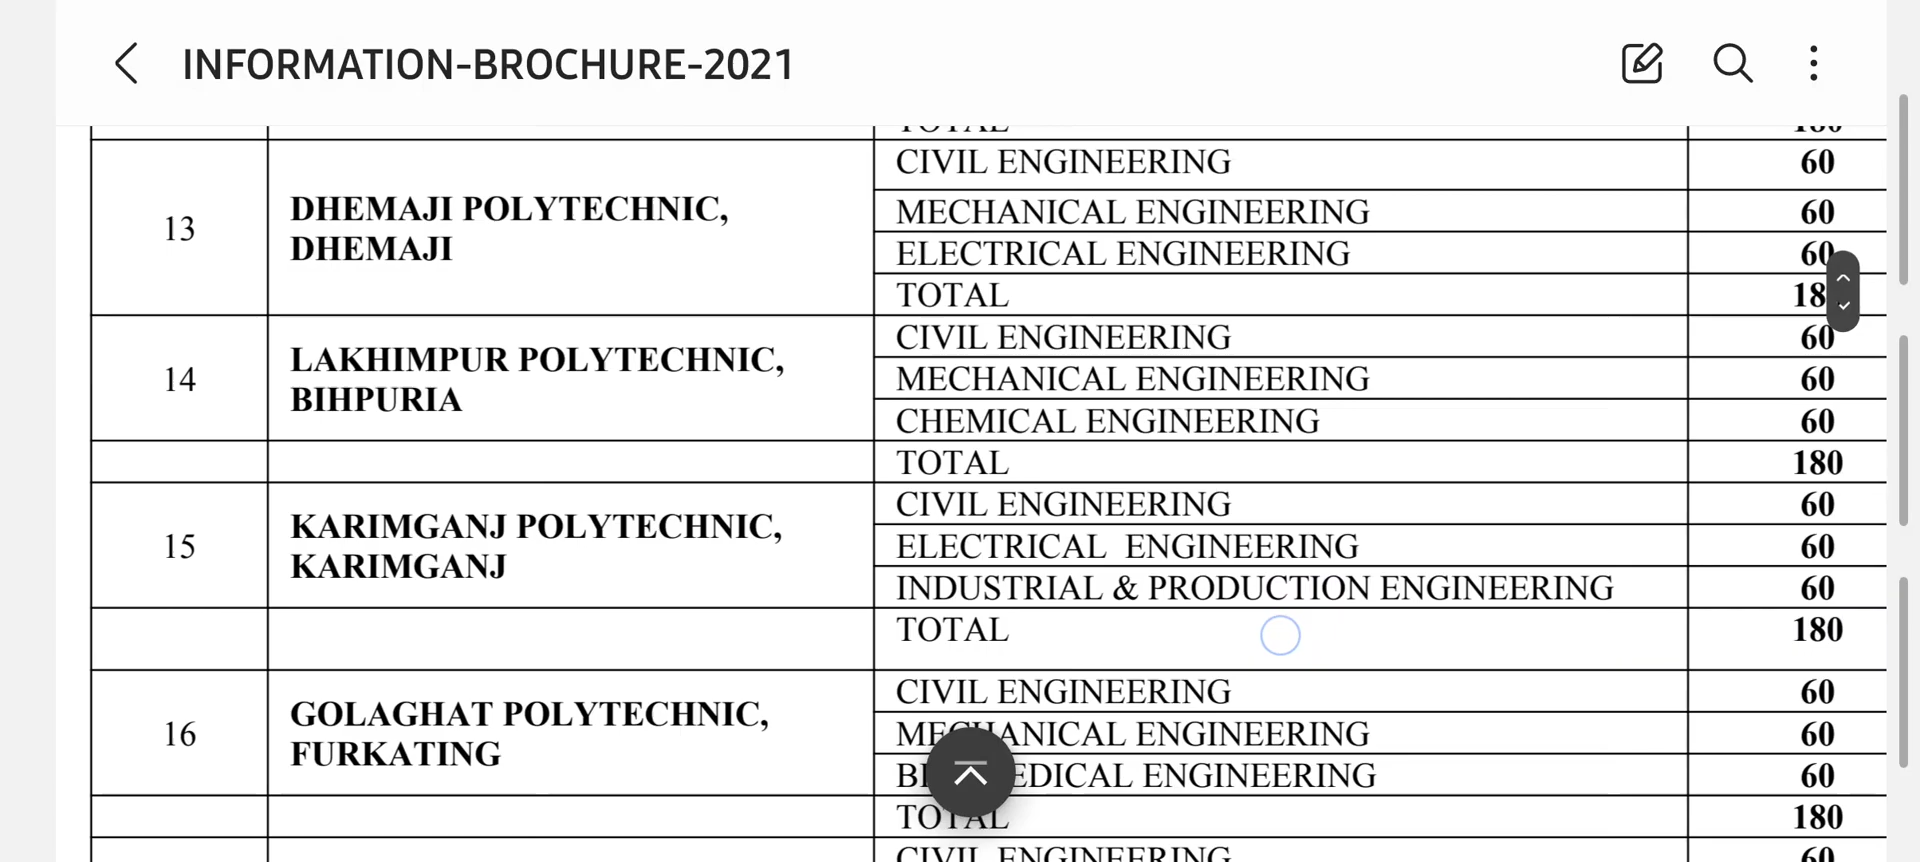 INFORMATION-BROCHURE-2021
TOTAL 180
CIVIL ENGINEERING 60
13 DHEMAJI POLYTECHNIC,
DHEMAJI
MECHANICAL ENGINEERING 60
ELECTRICAL ENGINEERING 60
TOTAL 18
14 LAKHIMPUR POLYTECHNIC,
BIHPURIA
CIVIL ENGINEERING 60
MECHANICAL ENGINEERING 60
CHEMICAL ENGINEERING 60
TOTAL 180
15 KARIMGANJ POLYTECHNIC,
KARIMGANJ
CIVIL ENGINEERING 60
ELECTRICAL ENGINEERING 60
INDUSTRIAL & PRODUCTION ENGINEERING 60
TOTAL 180
16 GOLAGHAT POLYTECHNIC,
FURKATING
CIVIL ENGINEERING 60
MECHANICAL ENGINEERING 60
ENGINEERING 60
TOTAL 180
CIVIL ENGINEERING 60